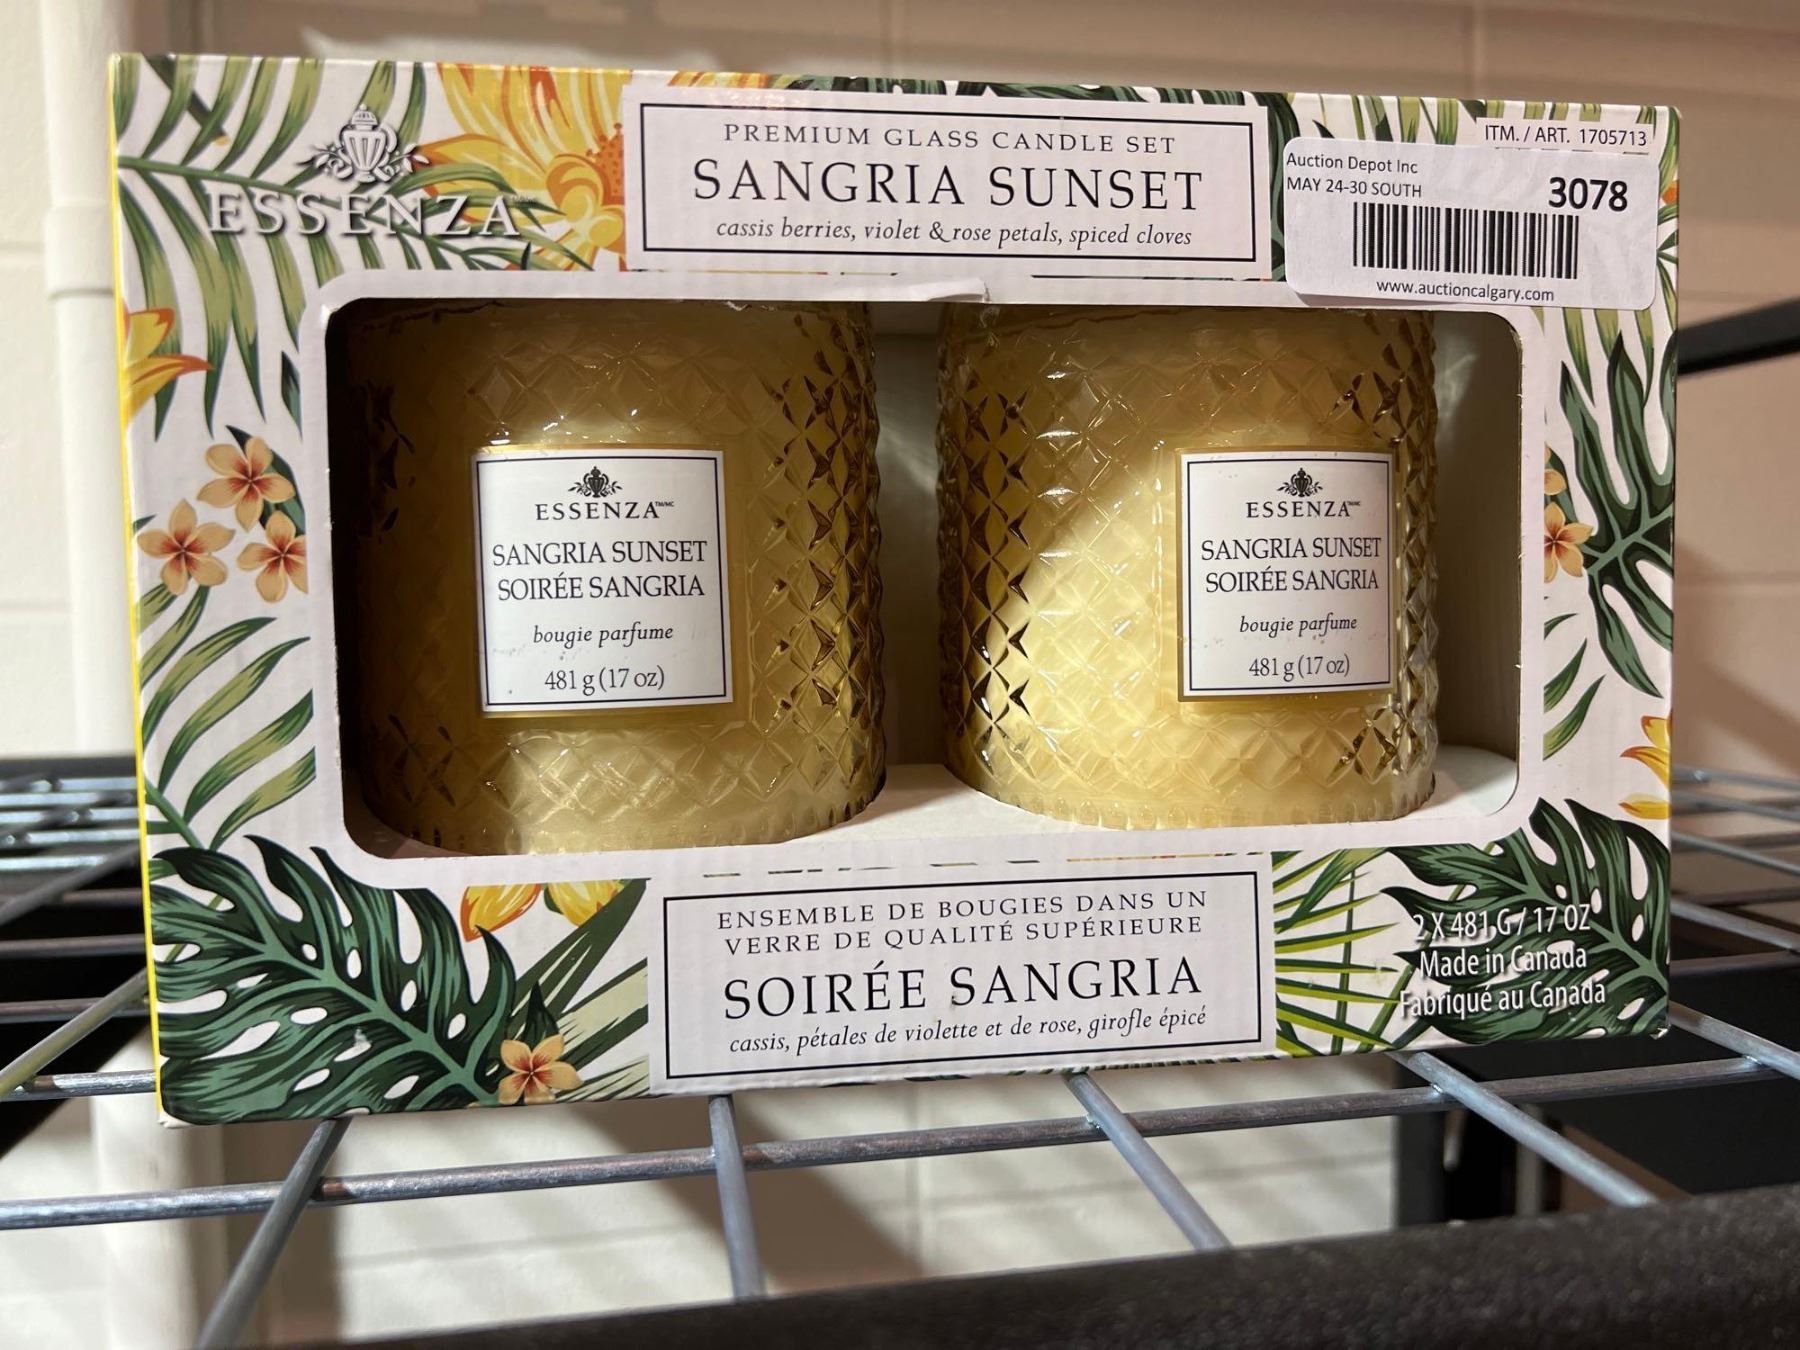 ESSENZA
PREMIUM GLASS CANDLE SET
SANGRIA SUNSET
cassis berries, violet & rose petals, spiced cloves
ITM. / ART. 1705713
Auction Depot Inc
MAY 24-30 SOUTH
3078
www.auctioncalgary.com
ESSENZA TM/MC
SANGRIA SUNSET
SOIRÉE SANGRIA
bougie parfume
481 g (17 oz)
ESSENZA TM/MC
SANGRIA SUNSET
SOIRÉE SANGRIA
bougie parfume
481 g (17 oz)
ENSEMBLE DE BOUGIES DANS UN
VERRE DE QUALITÉ SUPÉRIEURE
SOIRÉE SANGRIA
cassis, pétales de violette et de rose, girofle épicé
2 X 481 G / 17 OZ
Made in Canada
Fabriqué au Canada